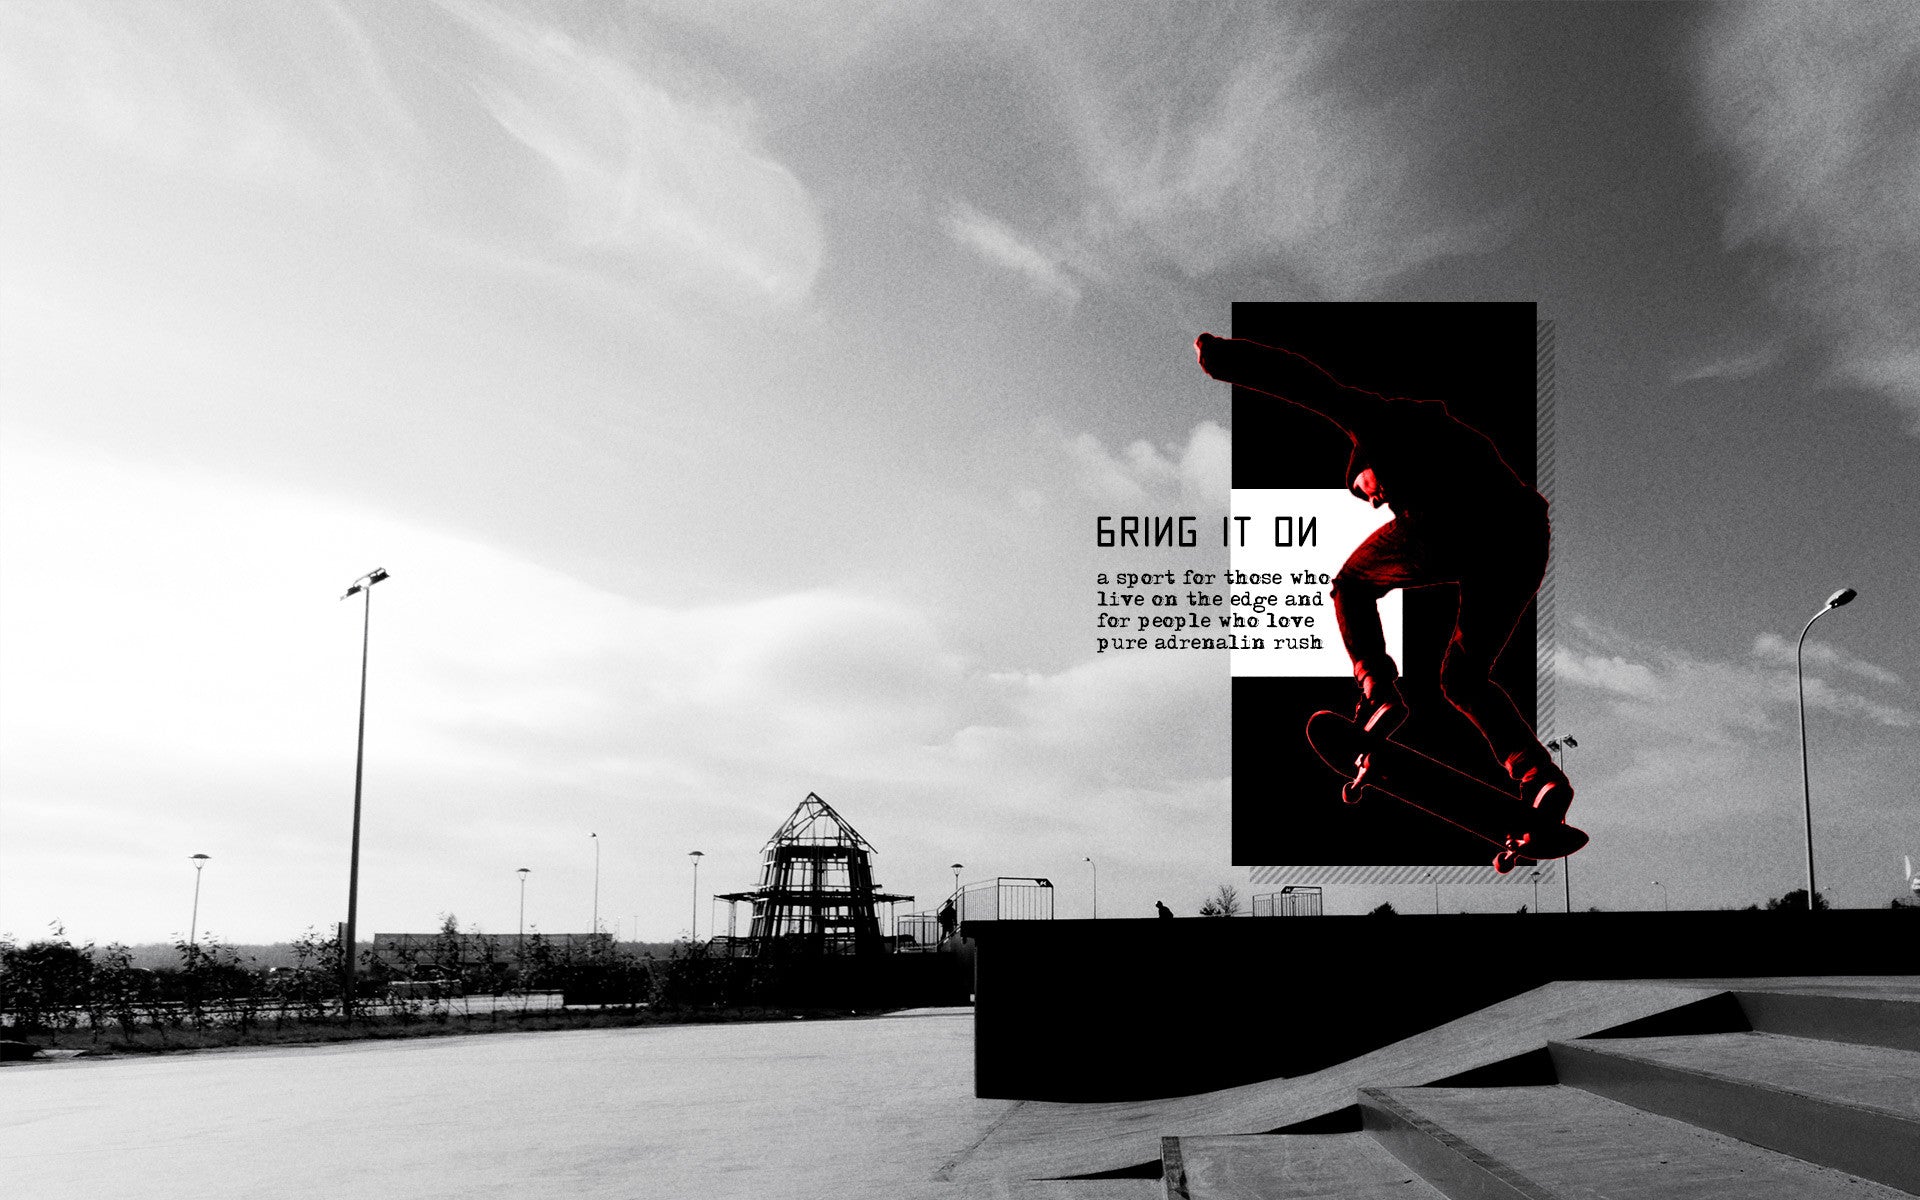 BRING IT ON
a sport for those who
live on the edge and
for people who love
pure adrenalin rush